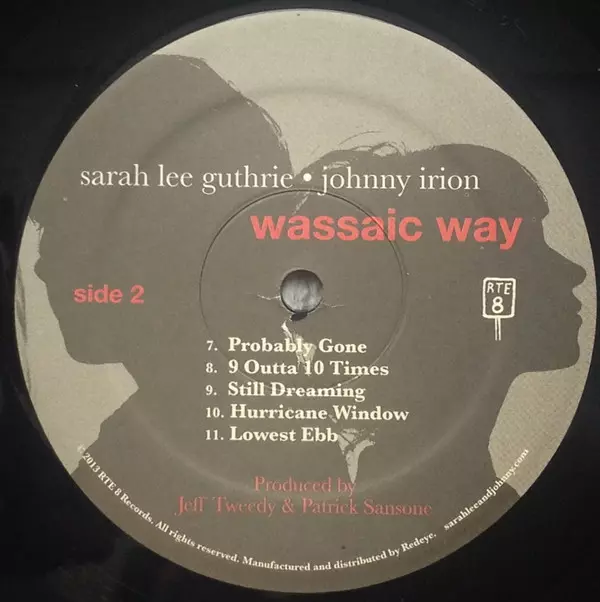 sarah lee guthrie • johnny irion
wassaic way
side 2
RTE
8
7. Probably Gone
8. 9 Outta 10 Times
9. Still Dreaming
10. Hurricane Window
11. Lowest Ebb
Produced by
Jeff Tweedy & Patrick Sansone
© 2013 RTE 8 Records. All rights reserved. Manufactured and distributed by Redeye. sarahleeandjohnny.com